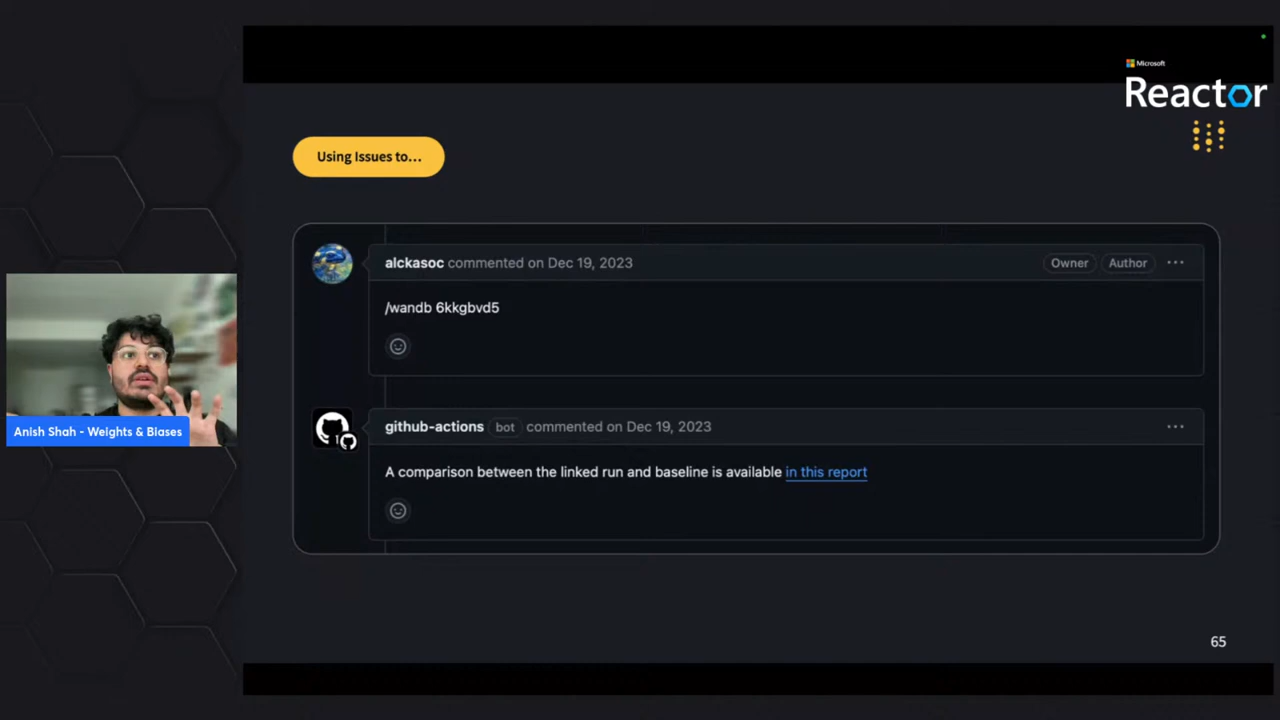 Microsoft
Reactor
Using Issues to...
alckasoc commented on Dec 19, 2023
Owner
Author
/wandb 6kkgbvd5
github-actions bot commented on Dec 19, 2023
A comparison between the linked run and baseline is available in this report
Anish Shah - Weights & Biases
65